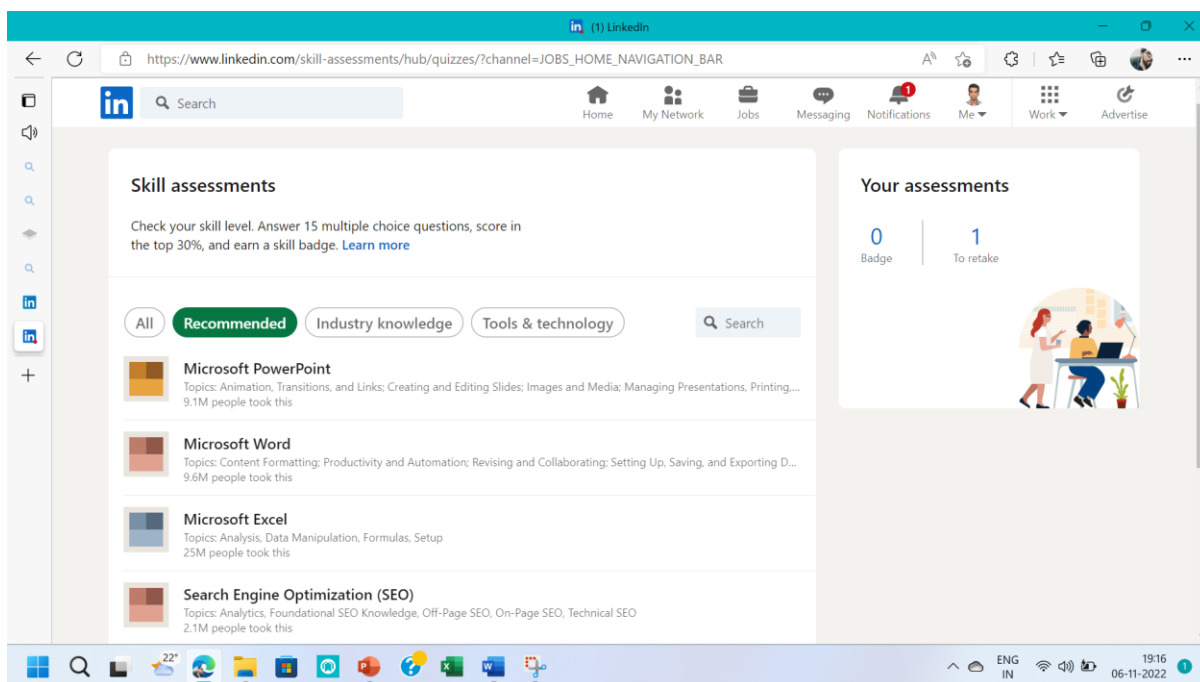 (1) LinkedIn
https://www.linkedin.com/skill-assessments/hub/quizzes/?channel=JOBS_HOME_NAVIGATION_BAR
in
Search
Home
My Network
Jobs
Messaging
1
Notifications
Me
Work
Advertise
Skill assessments
Check your skill level. Answer 15 multiple choice questions, score in
the top 30%, and earn a skill badge. Learn more
All
Recommended
Industry knowledge
Tools & technology
Search
Microsoft PowerPoint
Topics: Animation, Transitions, and Links; Creating and Editing Slides; Images and Media; Managing Presentations, Printing,...
9.1M people took this
Microsoft Word
Topics: Content Formatting; Productivity and Automation; Revising and Collaborating; Setting Up, Saving, and Exporting D...
9.6M people took this
Microsoft Excel
Topics: Analysis, Data Manipulation, Formulas, Setup
25M people took this
Search Engine Optimization (SEO)
Topics: Analytics, Foundational SEO Knowledge, Off-Page SEO, On-Page SEO, Technical SEO
2.1M people took this
Your assessments
0
Badge
1
To retake
22°
ENG
IN
19:16
06-11-2022
1